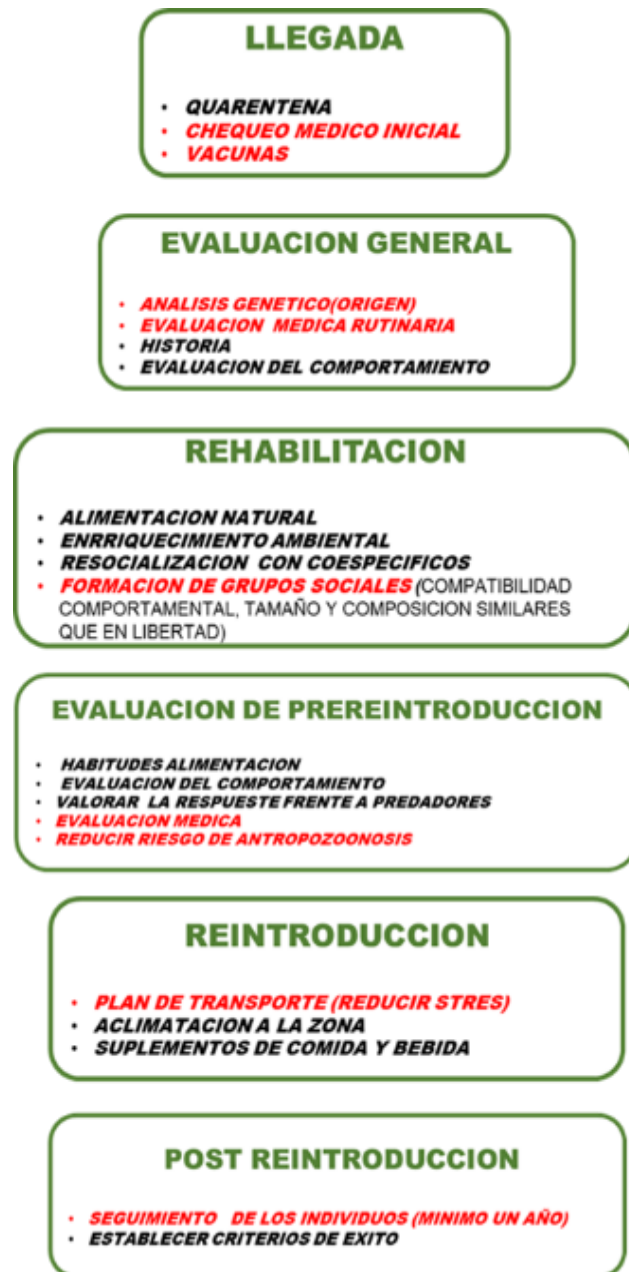 LLEGADA
• QUARENTENA
• CHEQUEO MEDICO INICIAL
• VACUNAS
EVALUACION GENERAL
• ANALISIS GENETICO(ORIGEN)
• EVALUACION MEDICA RUTINARIA
• HISTORIA
• EVALUACION DEL COMPORTAMIENTO
REHABILITACION
• ALIMENTACION NATURAL
• ENRRIQUECIMIENTO AMBIENTAL
• RESOCIALIZACION CON COESPECIFICOS
• FORMACION DE GRUPOS SOCIALES (COMPATIBILIDAD
COMPORTAMENTAL, TAMAÑO Y COMPOSICION SIMILARES
QUE EN LIBERTAD)
EVALUACION DE PREREINTRODUCCION
• HABITUDES ALIMENTACION
• EVALUACION DEL COMPORTAMIENTO
• VALORAR LA RESPUESTE FRENTE A PREDADORES
• EVALUACION MEDICA
• REDUCIR RIESGO DE ANTROPOZOONOSIS
REINTRODUCCION
• PLAN DE TRANSPORTE (REDUCIR STRES)
• ACLIMATACION A LA ZONA
• SUPLEMENTOS DE COMIDA Y BEBIDA
POST REINTRODUCCION
• SEGUIMIENTO DE LOS INDIVIDUOS (MINIMO UN AÑO)
• ESTABLECER CRITERIOS DE EXITO